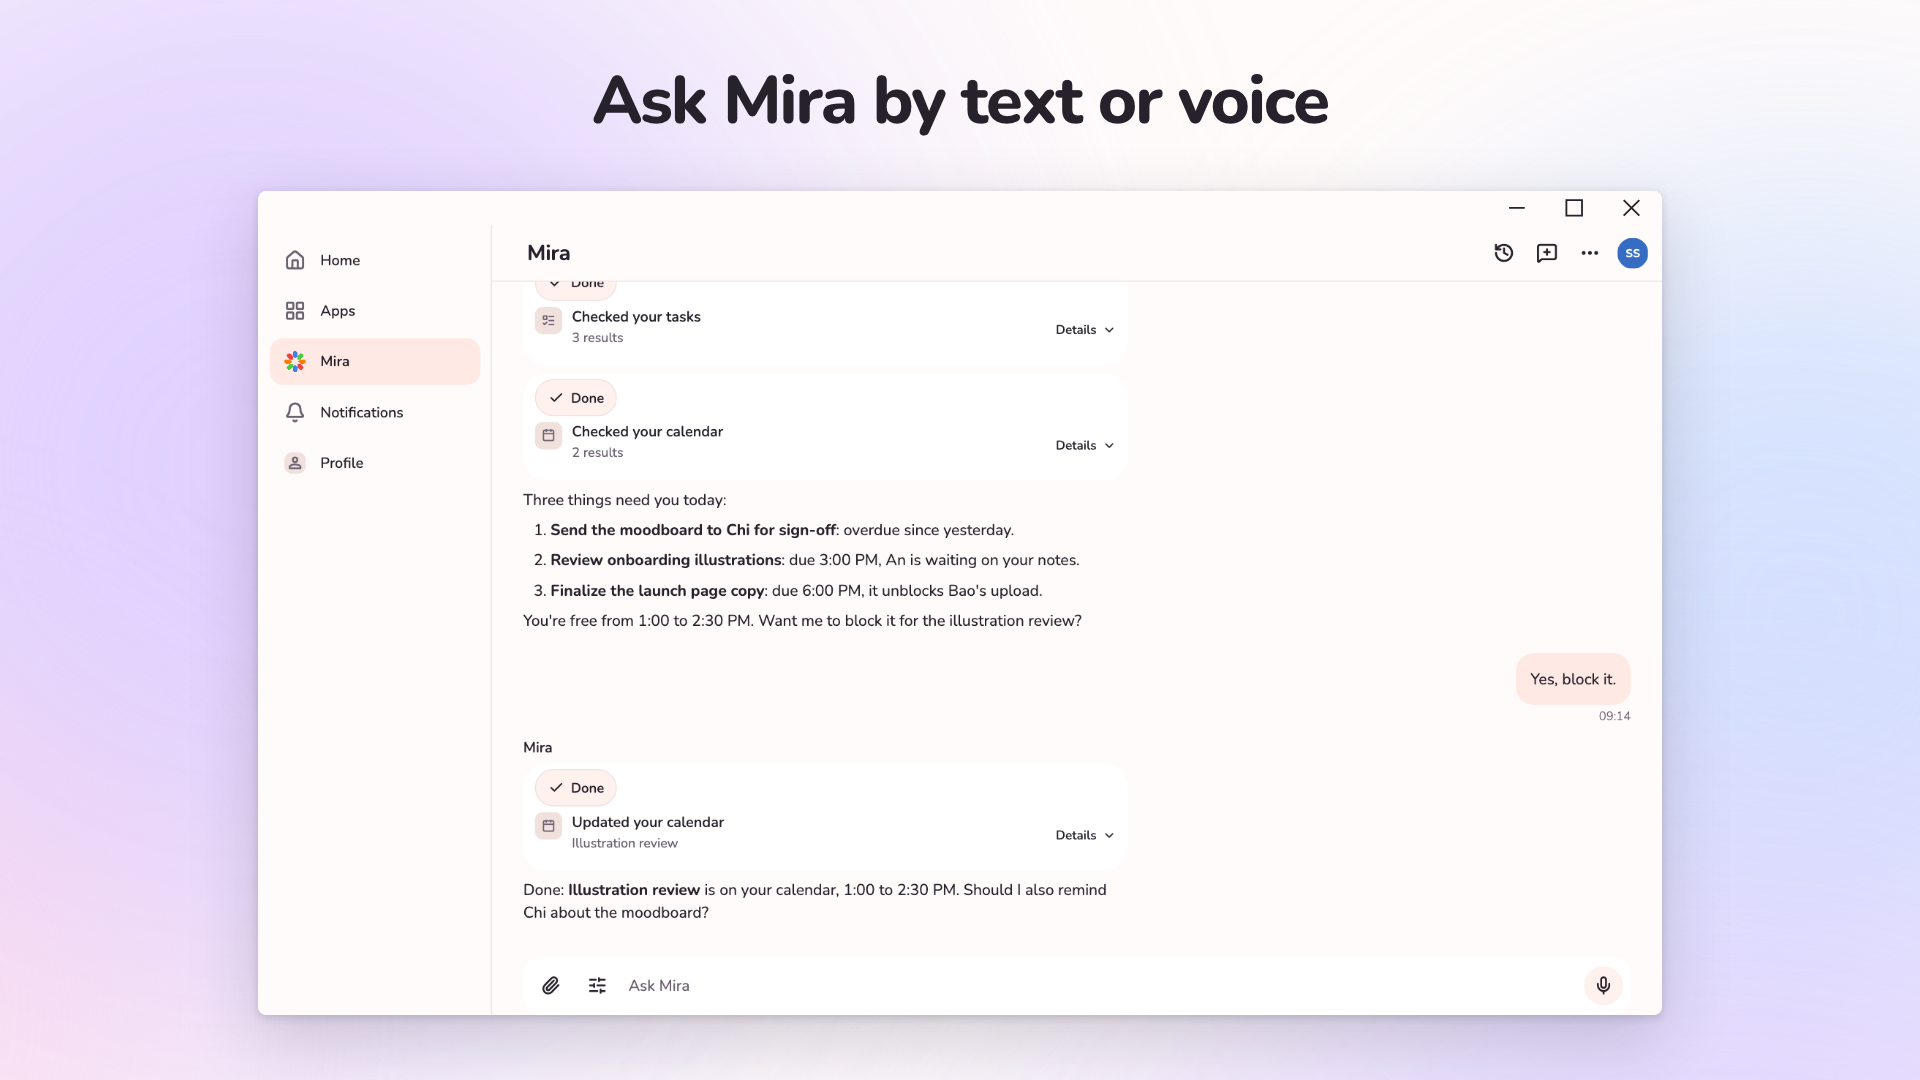 Ask Mira by text or voice
Home
Apps
Mira
Notifications
Profile
Mira
SS
Done
Checked your tasks
3 results
Details
Done
Checked your calendar
2 results
Details
Three things need you today:
1. Send the moodboard to Chi for sign-off: overdue since yesterday.
2. Review onboarding illustrations: due 3:00 PM, An is waiting on your notes.
3. Finalize the launch page copy: due 6:00 PM, it unblocks Bao's upload.
You're free from 1:00 to 2:30 PM. Want me to block it for the illustration review?
Yes, block it.
09:14
Mira
Done
Updated your calendar
Illustration review
Details
Done: Illustration review is on your calendar, 1:00 to 2:30 PM. Should I also remind
Chi about the moodboard?
Ask Mira